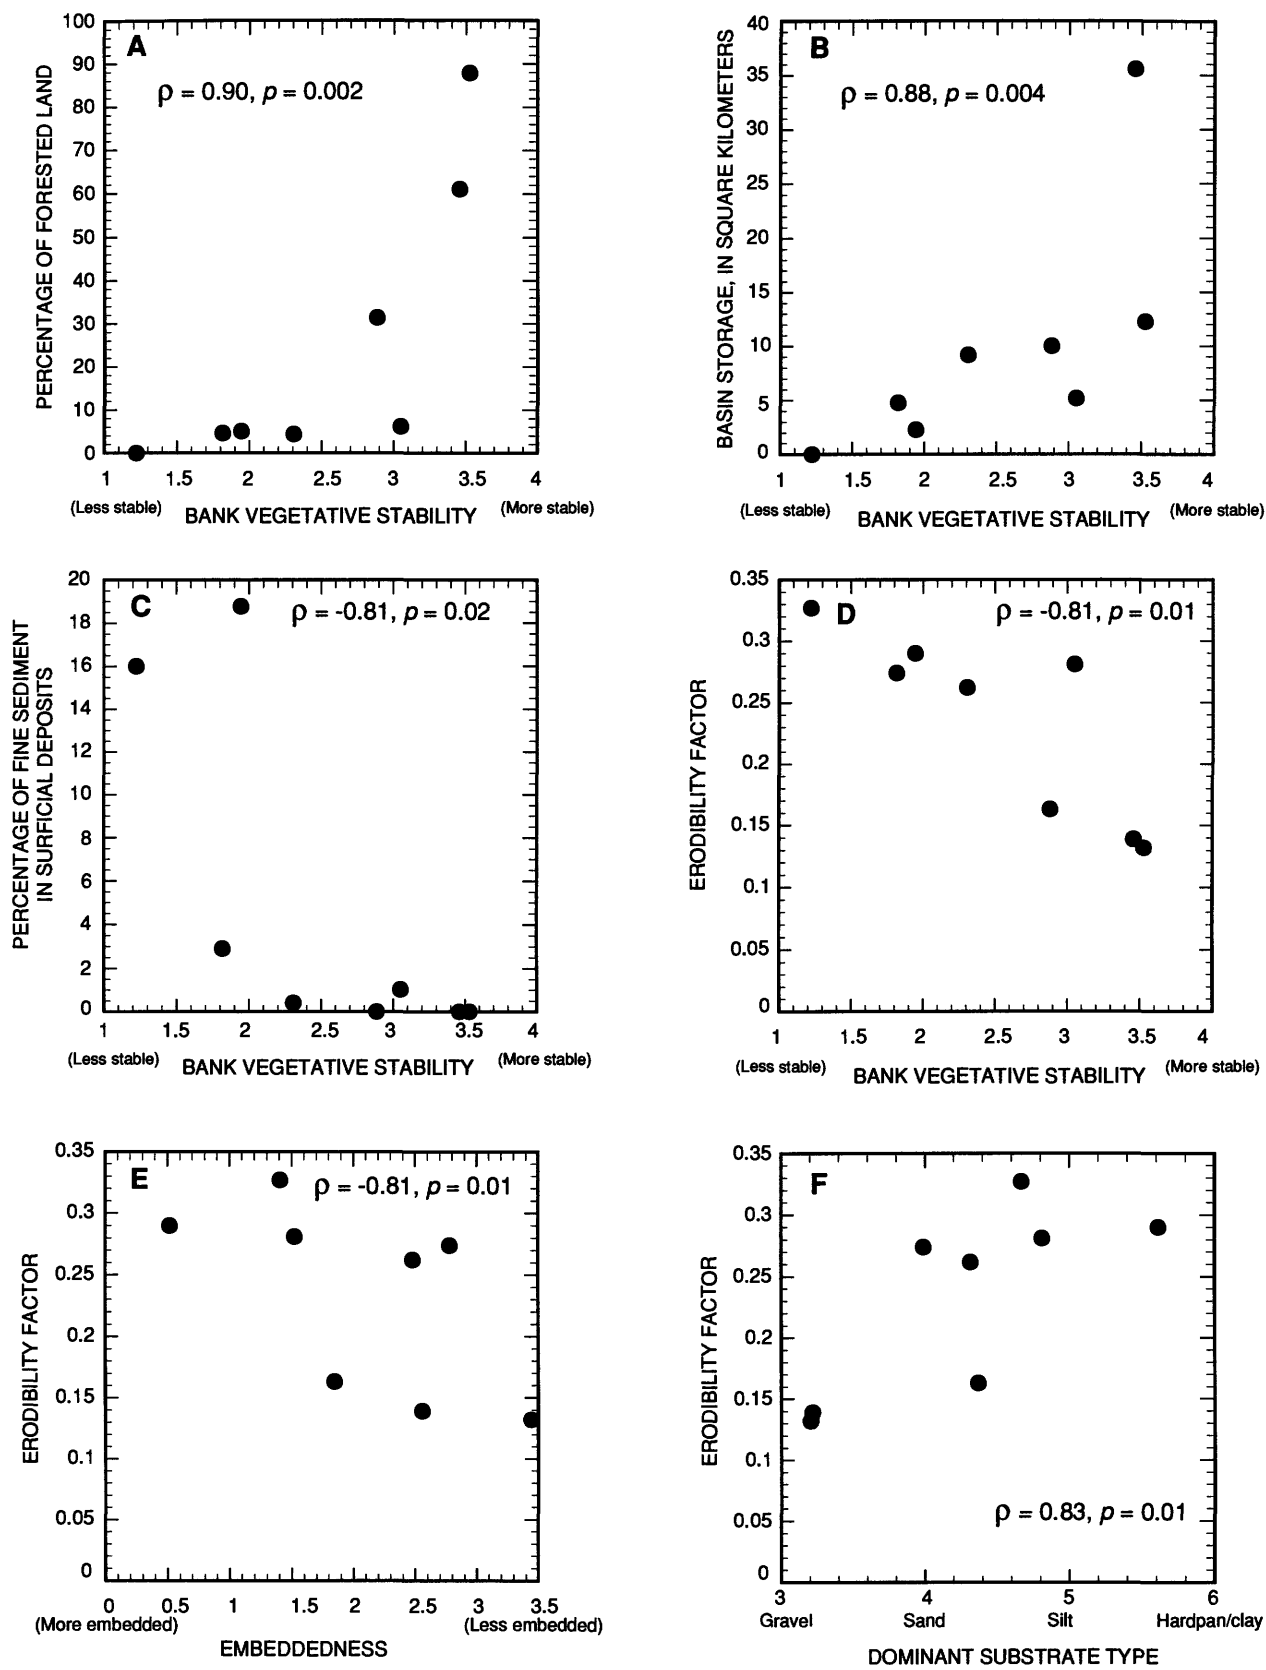 A
ρ = 0.90, p = 0.002
PERCENTAGE OF FORESTED LAND
100
90
80
70
60
50
40
30
20
10
0
1 1.5 2 2.5 3 3.5 4
(Less stable) BANK VEGETATIVE STABILITY (More stable)
B
ρ = 0.88, p = 0.004
BASIN STORAGE, IN SQUARE KILOMETERS
40
35
30
25
20
15
10
5
0
1 1.5 2 2.5 3 3.5 4
(Less stable) BANK VEGETATIVE STABILITY (More stable)
C
ρ = -0.81, p = 0.02
PERCENTAGE OF FINE SEDIMENT
IN SURFICIAL DEPOSITS
20
18
16
14
12
10
8
6
4
2
0
1 1.5 2 2.5 3 3.5 4
(Less stable) BANK VEGETATIVE STABILITY (More stable)
D
ρ = -0.81, p = 0.01
ERODIBILITY FACTOR
0.35
0.3
0.25
0.2
0.15
0.1
0.05
0
1 1.5 2 2.5 3 3.5 4
(Less stable) BANK VEGETATIVE STABILITY (More stable)
E
ρ = -0.81, p = 0.01
ERODIBILITY FACTOR
0.35
0.3
0.25
0.2
0.15
0.1
0.05
0
0 0.5 1 1.5 2 2.5 3 3.5
(More embedded) (Less embedded)
EMBEDDEDNESS
F
ρ = 0.83, p = 0.01
ERODIBILITY FACTOR
0.35
0.3
0.25
0.2
0.15
0.1
0.05
0
3 4 5 6
Gravel Sand Silt Hardpan/clay
DOMINANT SUBSTRATE TYPE